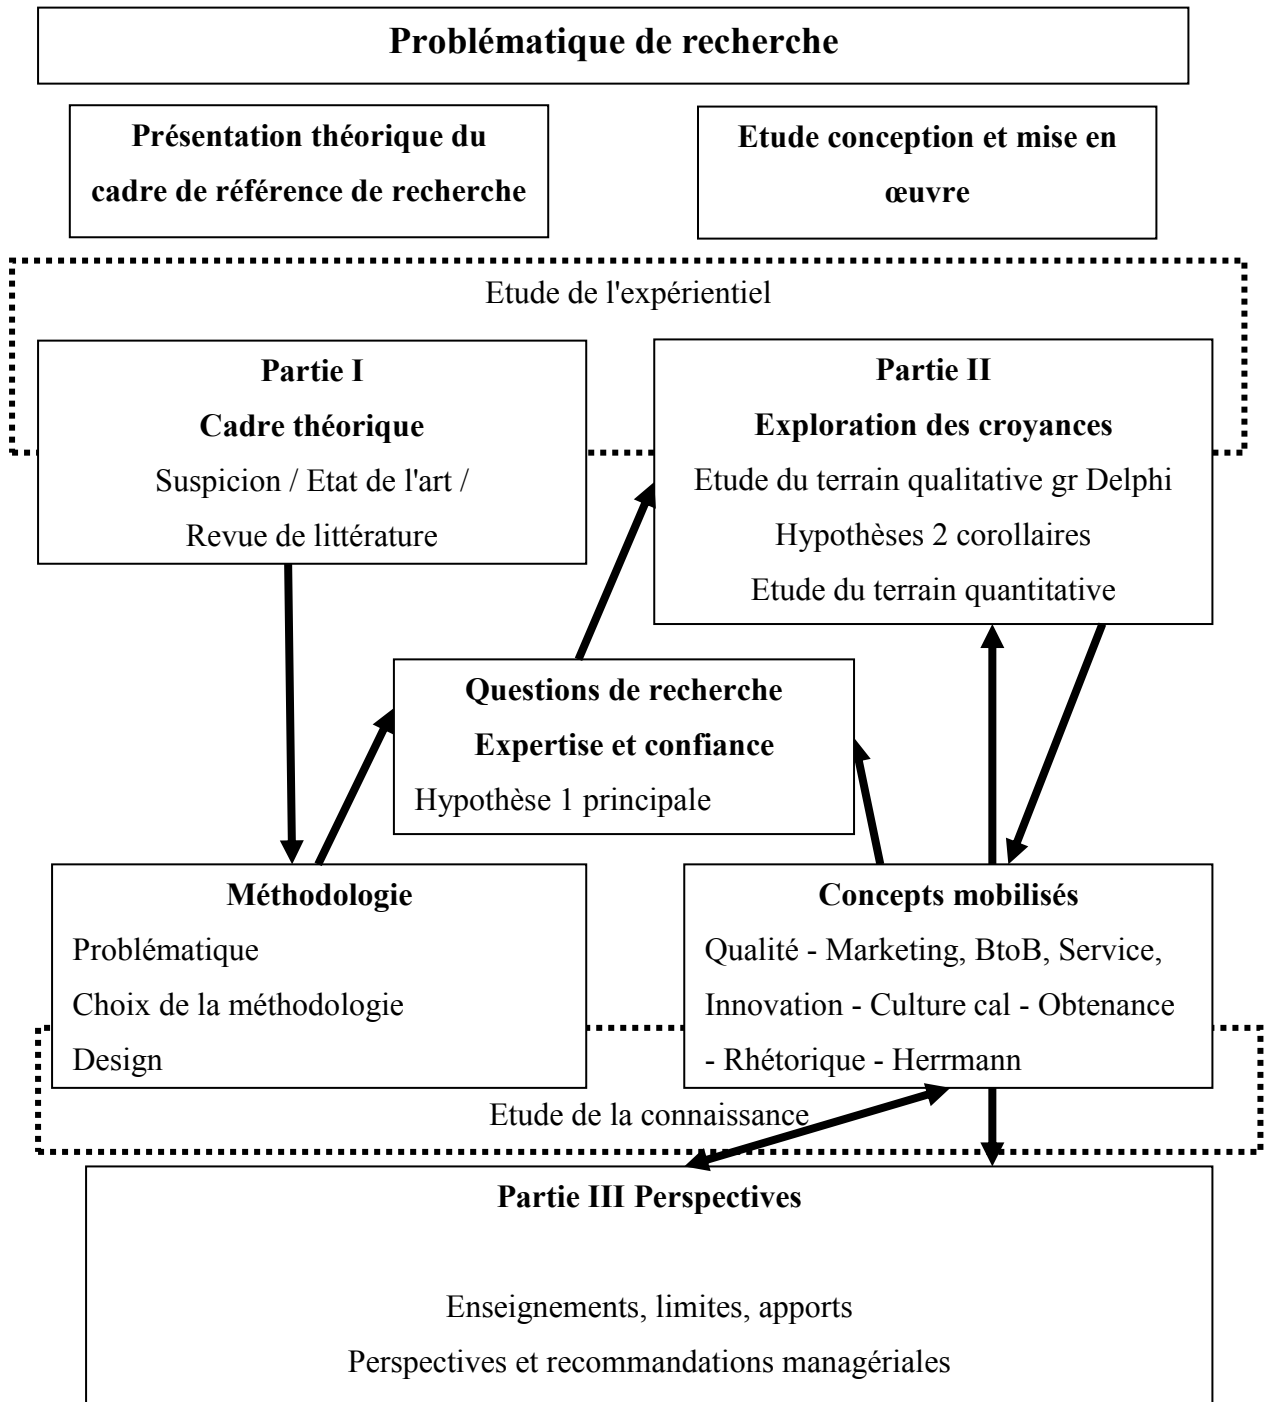 Problématique de recherche
Présentation théorique du
cadre de référence de recherche
Etude conception et mise en
œuvre
Etude de l'expérientiel
Partie I
Cadre théorique
Suspicion / Etat de l'art /
Revue de littérature
Partie II
Exploration des croyances
Etude du terrain qualitative gr Delphi
Hypothèses 2 corollaires
Etude du terrain quantitative
Questions de recherche
Expertise et confiance
Hypothèse 1 principale
Méthodologie
Problématique
Choix de la méthodologie
Design
Concepts mobilisés
Qualité - Marketing, BtoB, Service,
Innovation - Culture cal - Obtenance
- Rhétorique - Herrmann
Etude de la connaissance
Partie III Perspectives
Enseignements, limites, apports
Perspectives et recommandations managériales